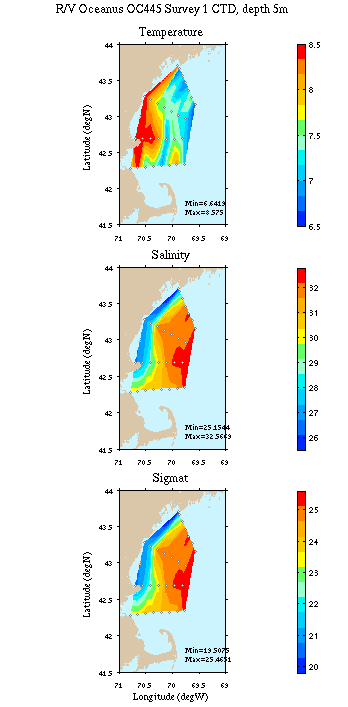 R/V Oceanus OC445 Survey 1 CTD, depth 5m
Temperature
44
43.5
43
42.5
42
41.5
Latitude (degN)
71 70.5 70 69.5 69
Min=6.6419
Max=8.575
8.5
8
7.5
7
6.5
Salinity
44
43.5
43
42.5
42
41.5
Latitude (degN)
71 70.5 70 69.5 69
Min=25.1544
Max=32.5669
32
31
30
29
28
27
26
Sigmat
44
43.5
43
42.5
42
41.5
Latitude (degN)
71 70.5 70 69.5 69
Longitude (degW)
Min=19.5075
Max=25.4651
25
24
23
22
21
20